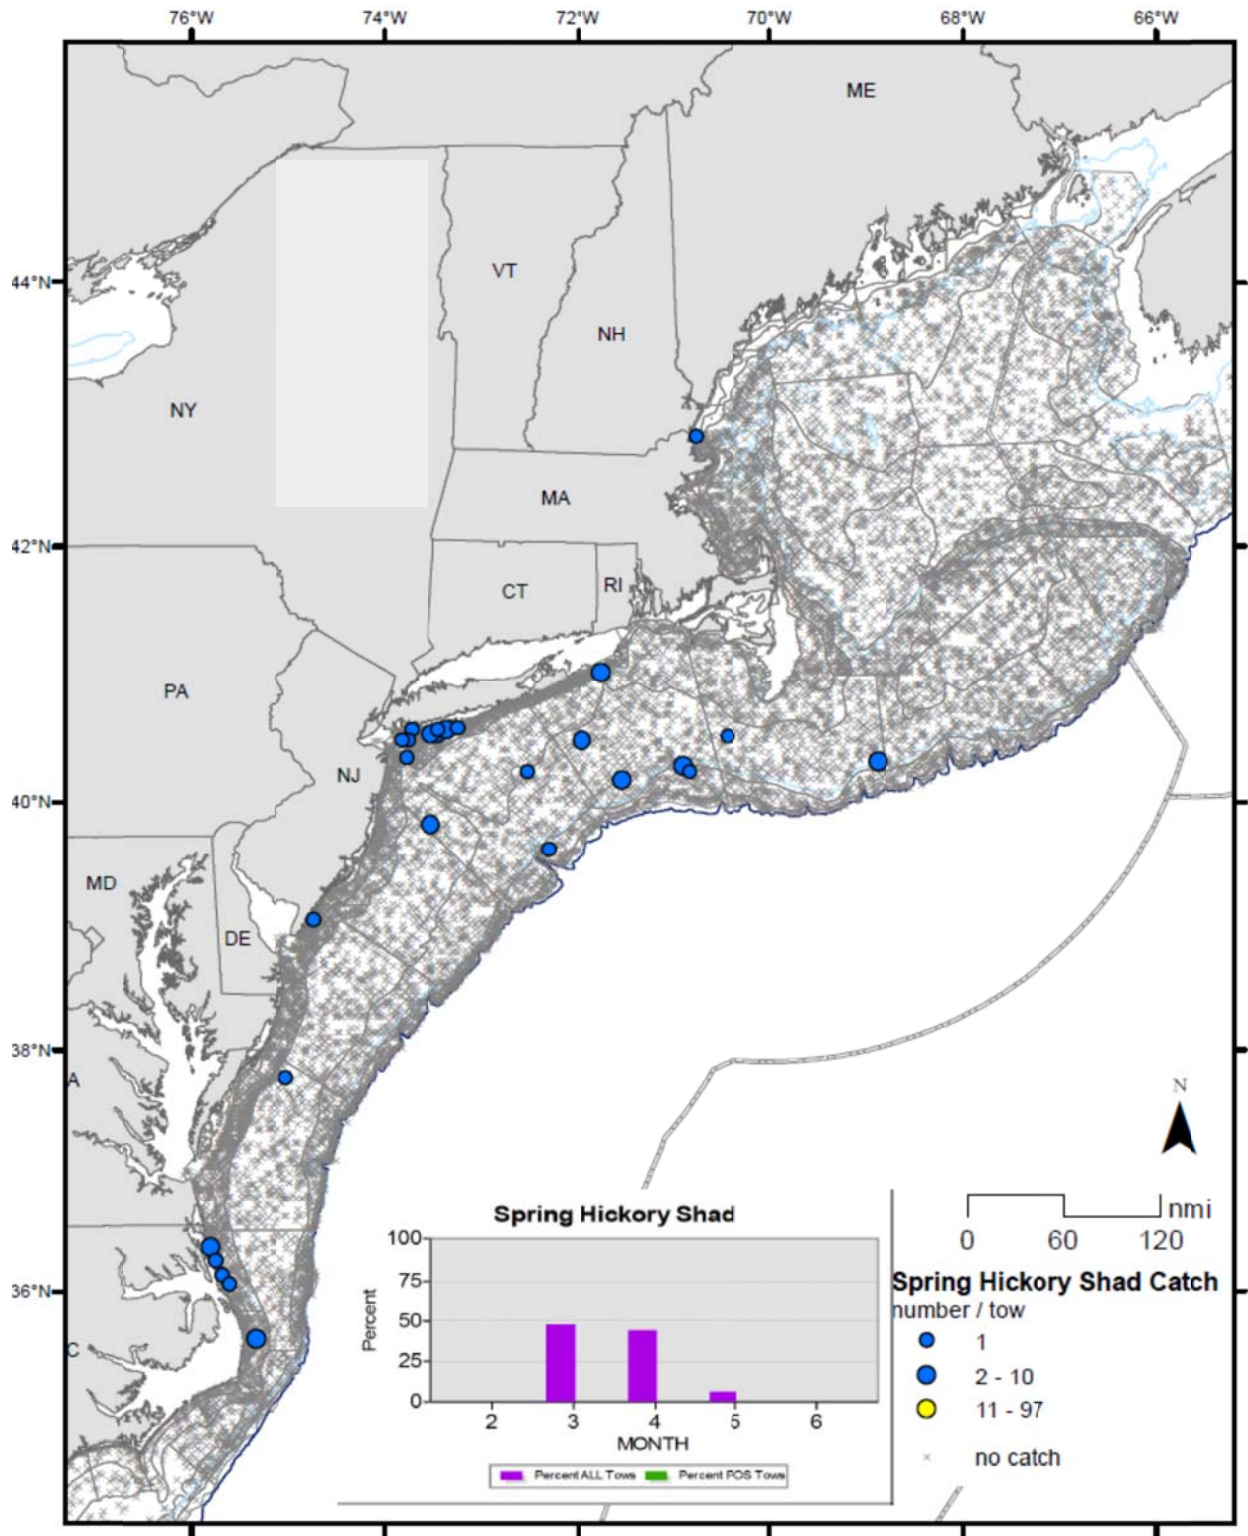 76°W 74°W 72°W 70°W 68°W 66°W
ME
44°N
VT
NH
NY
MA
42°N
CT RI
PA
NJ
40°N
MD
DE
38°N
A
N
36°N
C
Spring Hickory Shad
100
75
50
25
0
Percent
2 3 4 5 6
MONTH
Percent ALL Tows Percent POS Tows
nmi
0 60 120
Spring Hickory Shad Catch
number / tow
1
2 - 10
11 - 97
no catch